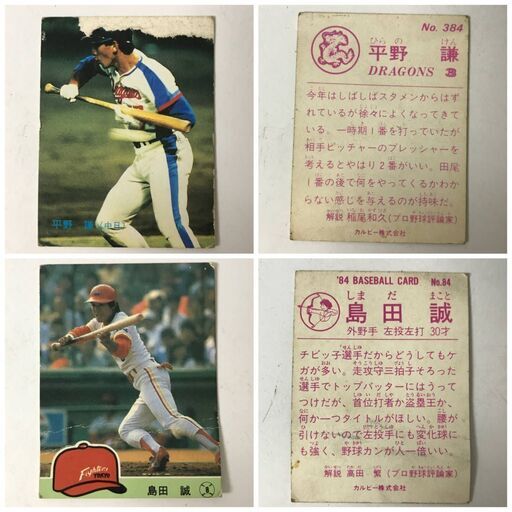 平野 謙 (中日)
No. 384
ひら の けん
平野 謙
DRAGONS 3
今年はしばしばスタメンからはず
れているが徐々によくなってきて
いる。一時期1番を打っていたが
相手ピッチャーのプレッシャーを
考えるとやはり2番がいい。田尾
1番の後で何をやってくるかわか
らない感じを与えるのが持味だ。
解説 稲尾和久(プロ野球評論家)
カルビー株式会社
Fighters
TOKYO
島田 誠
'84 BASEBALL CARD No.84
しま だ まこと
島田 誠
外野手 左投左打 30才
チビッ子選手だからどうしてもケ
ガが多い。走攻守三拍子そろった
選手でトップバッターにはうって
つけだが、首位打者か盗塁王か、
何か一つタイトルがほしい。腰が
引けないので左投手にも変化球に
も強く、野球カンが人一倍いい。
解説 高田 繁(プロ野球評論家)
カルビー株式会社